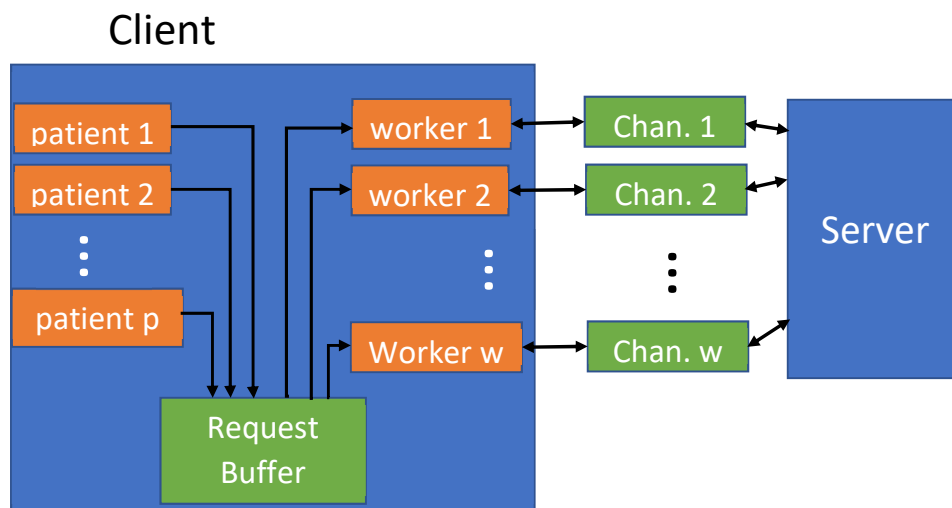 Client
patient 1
patient 2
patient p
Request
Buffer
worker 1
worker 2
Worker w
Chan. 1
Chan. 2
Chan. w
Server